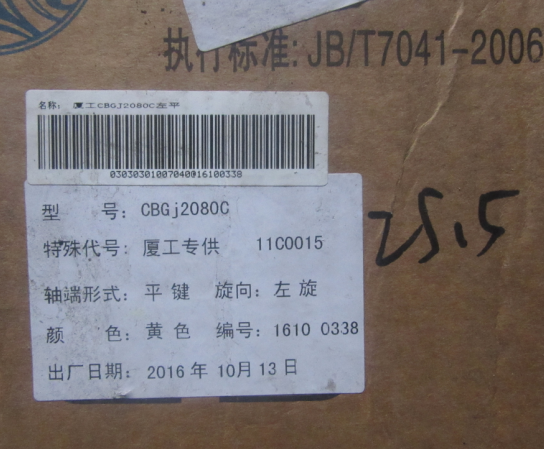 执行标准: JB/T7041-2006
名称: 厦工CBGJ2080C左平
03030301007040016100338
型 号: CBGj2080C
特殊代号: 厦工专供 11C0015
轴端形式: 平 键 旋向: 左 旋
颜 色: 黄 色 编号: 1610 0338
出厂日期: 2016 年 10 月 13 日
25.5